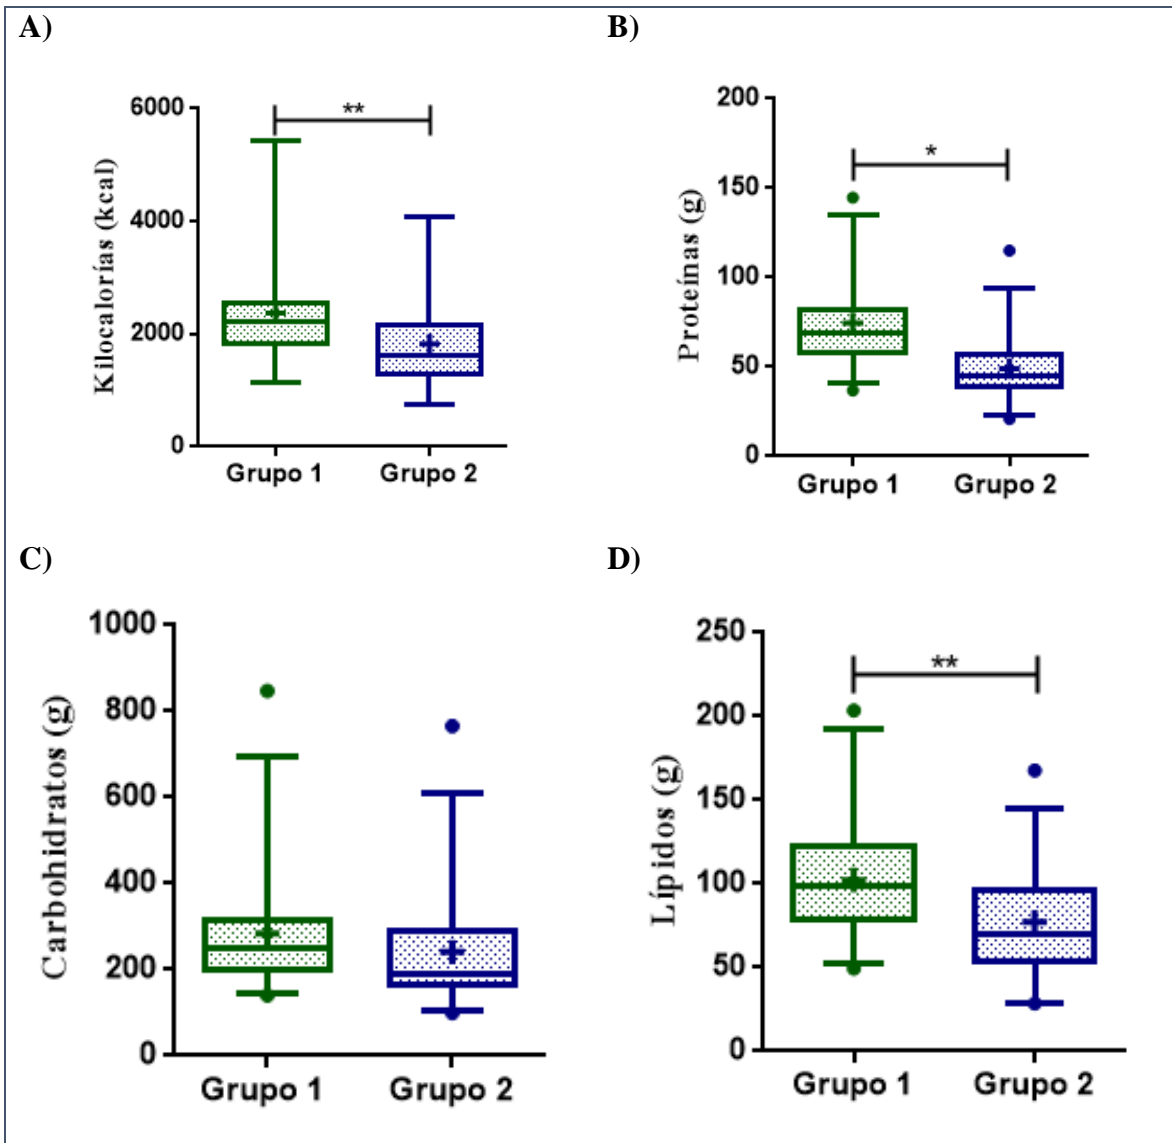 A)
Kilocalorías (kcal)
6000
4000
2000
0
**
Grupo 1
Grupo 2
B)
Proteínas (g)
200
150
100
50
0
*
Grupo 1
Grupo 2
C)
Carbohidratos (g)
1000
800
600
400
200
0
Grupo 1
Grupo 2
D)
Lípidos (g)
250
200
150
100
50
0
**
Grupo 1
Grupo 2